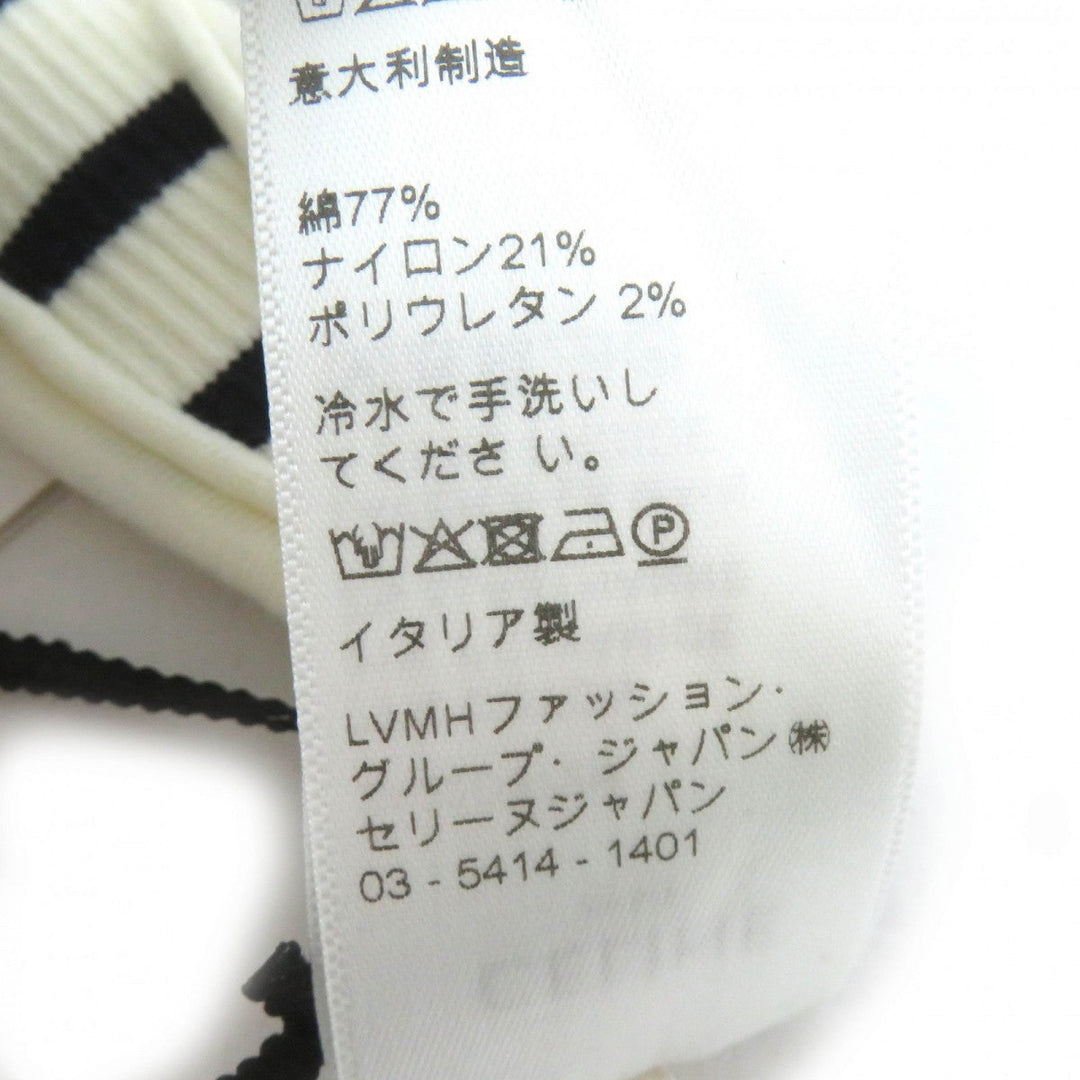 意大利制造
綿77%
ナイロン21%
ポリウレタン 2%
冷水で手洗いし
てくださ い。
P
イタリア製
LVMHファッション·
グループ· ジャパン㈱
セリーヌジャパン
03 - 5414 - 1401